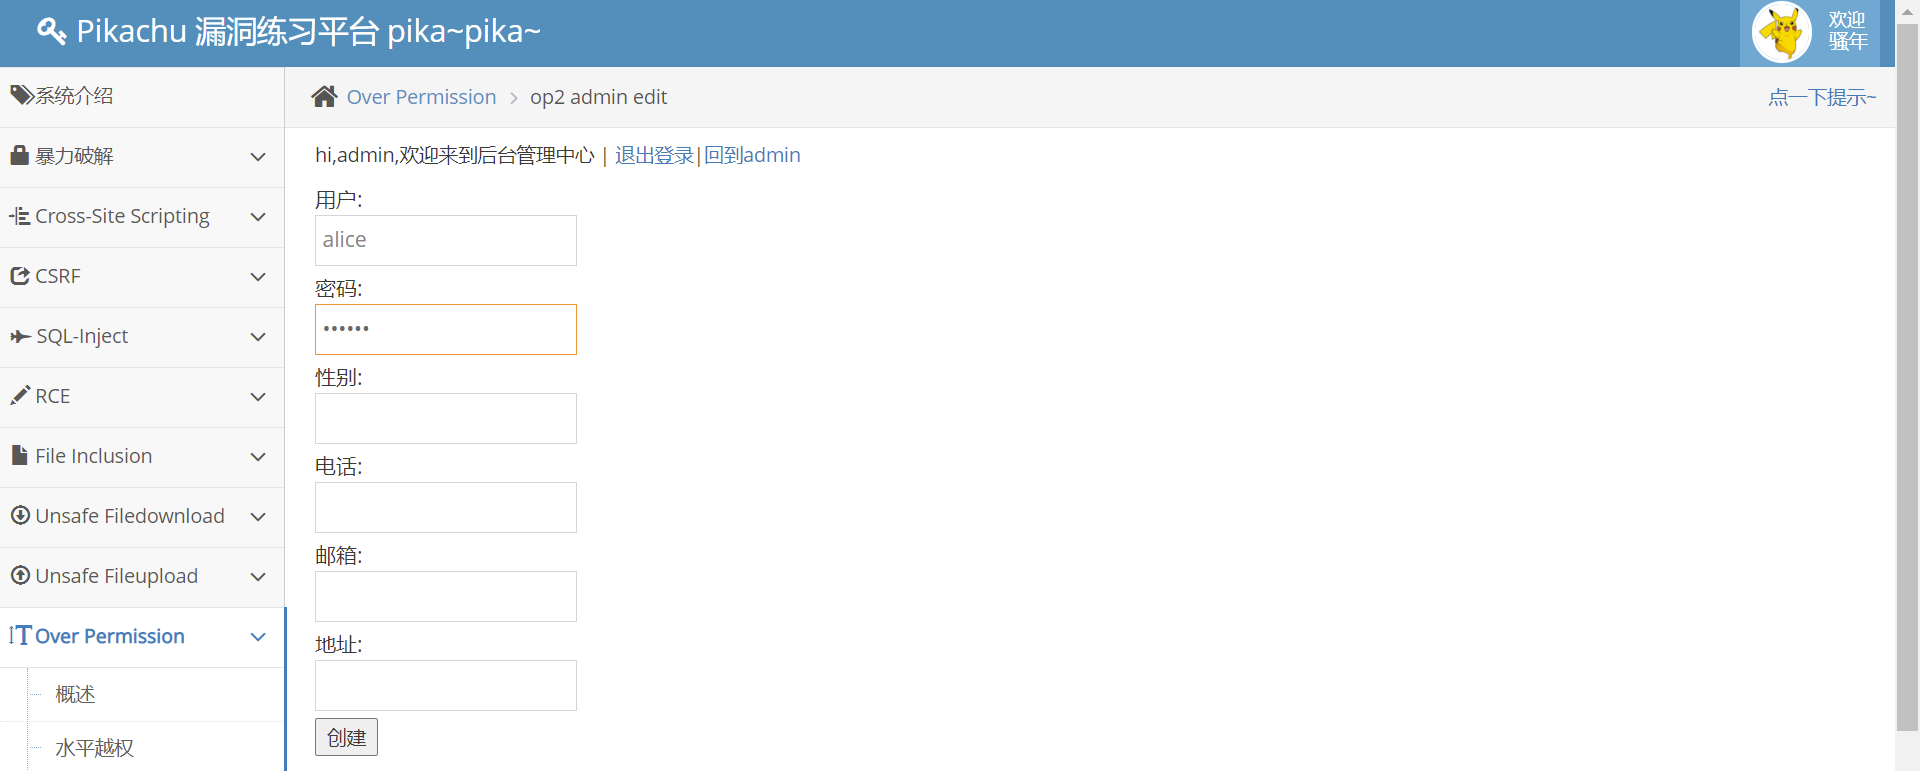 Pikachu 漏洞练习平台 pika~pika~
欢迎
骚年
系统介绍
暴力破解
Cross-Site Scripting
CSRF
SQL-Inject
RCE
File Inclusion
Unsafe Filedownload
Unsafe Fileupload
Over Permission
概述
水平越权
Over Permission > op2 admin edit
点一下提示~
hi,admin,欢迎来到后台管理中心 | 退出登录|回到admin
用户:
alice
密码:
••••••
性别:
电话:
邮箱:
地址:
创建